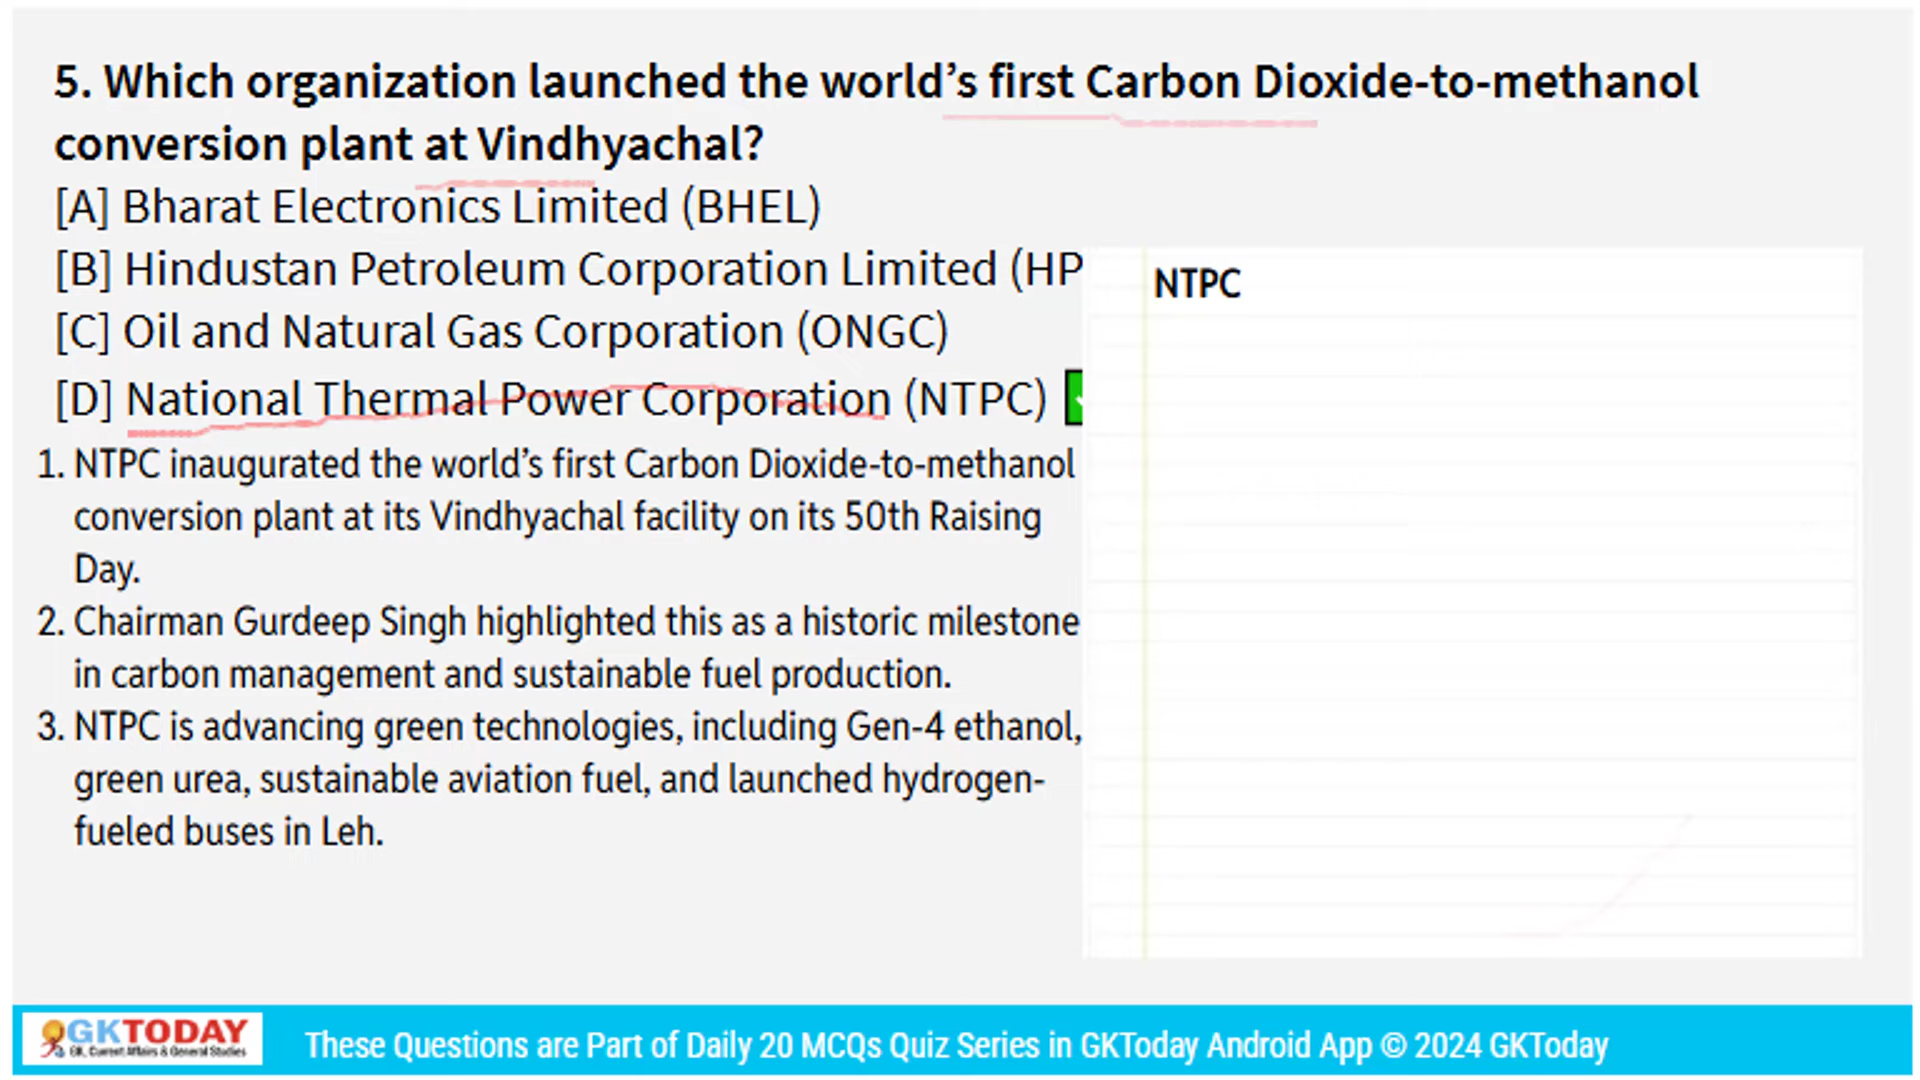 5. Which organization launched the world’s first Carbon Dioxide-to-methanol
conversion plant at Vindhyachal?
[A] Bharat Electronics Limited (BHEL)
[B] Hindustan Petroleum Corporation Limited (HP
[C] Oil and Natural Gas Corporation (ONGC)
[D] National Thermal Power Corporation (NTPC)
NTPC
1. NTPC inaugurated the world’s first Carbon Dioxide-to-methanol
conversion plant at its Vindhyachal facility on its 50th Raising
Day.
2. Chairman Gurdeep Singh highlighted this as a historic milestone
in carbon management and sustainable fuel production.
3. NTPC is advancing green technologies, including Gen-4 ethanol,
green urea, sustainable aviation fuel, and launched hydrogen-
fueled buses in Leh.
GKTODAY
GK, Current Affairs & General Studies
These Questions are Part of Daily 20 MCQs Quiz Series in GKToday Android App © 2024 GKToday